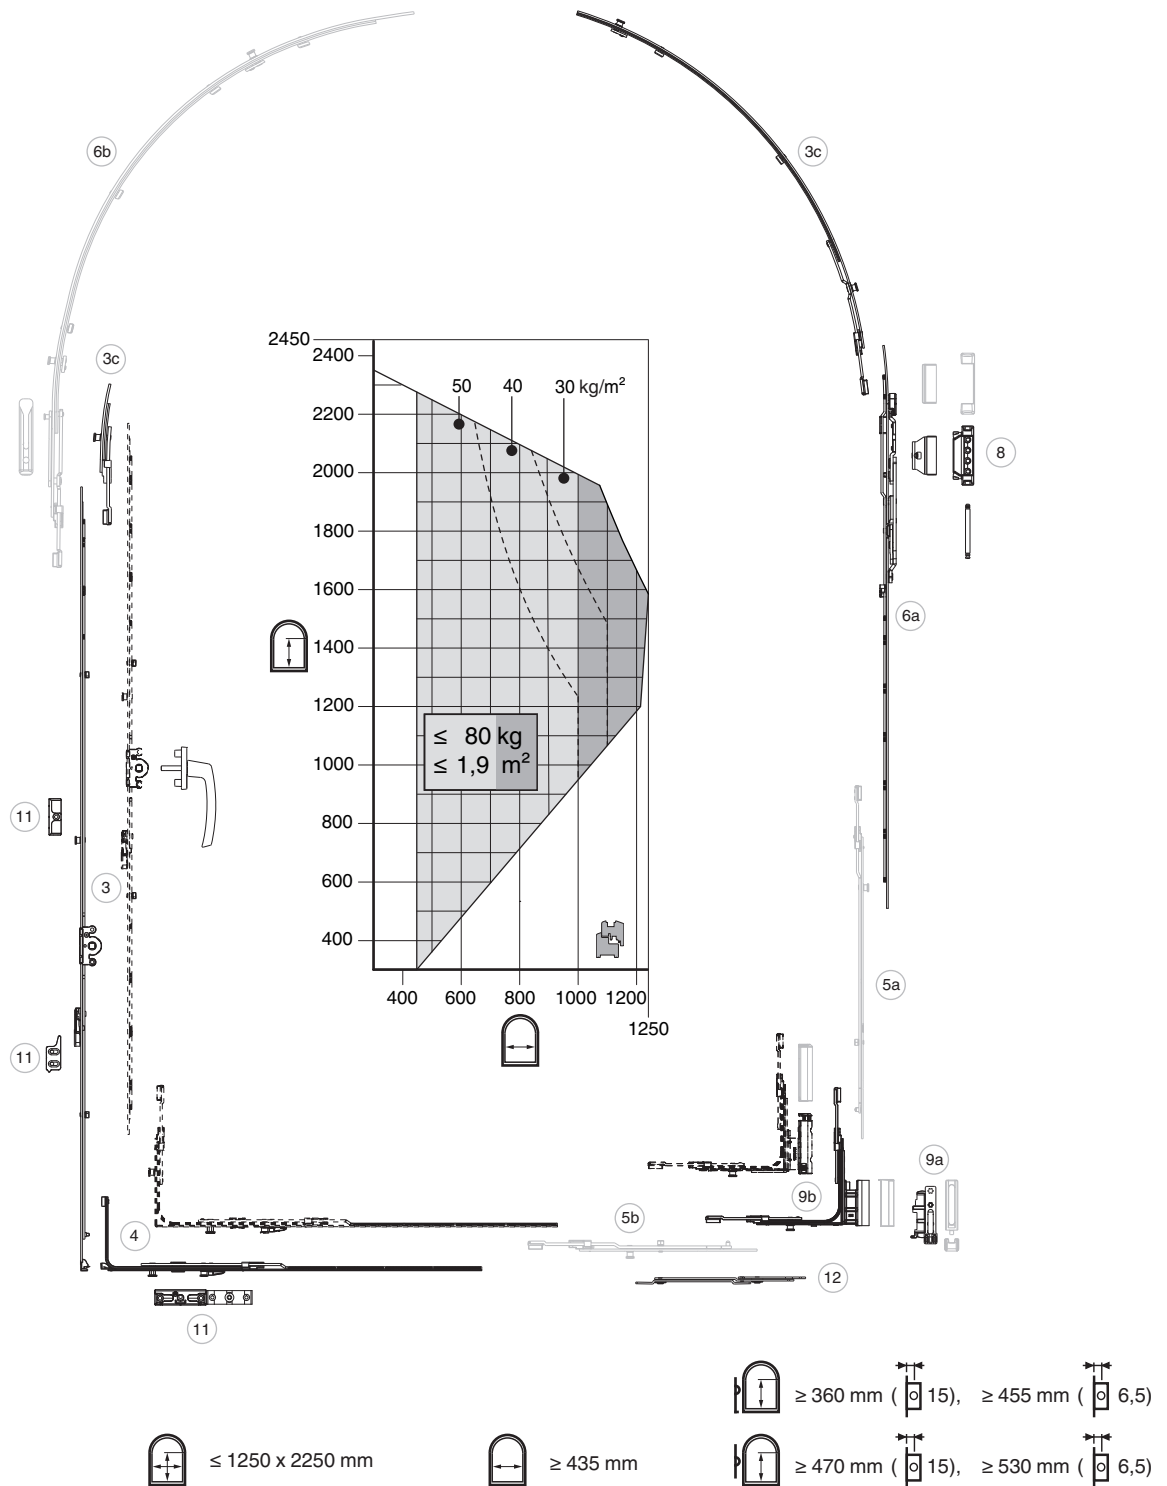 6b
3c
3c
2450
2400
50
40
30 kg/m²
2200
2000
8
1800
1600
6a
1400
1200
≤ 80 kg
≤ 1,9 m²
1000
11
800
3
600
400
5a
400
600
800
1000
1200
1250
11
9a
9b
5b
4
12
11
≥ 360 mm ( 15), ≥ 455 mm ( 6,5)
≤ 1250 x 2250 mm
≥ 435 mm
≥ 470 mm ( 15), ≥ 530 mm ( 6,5)